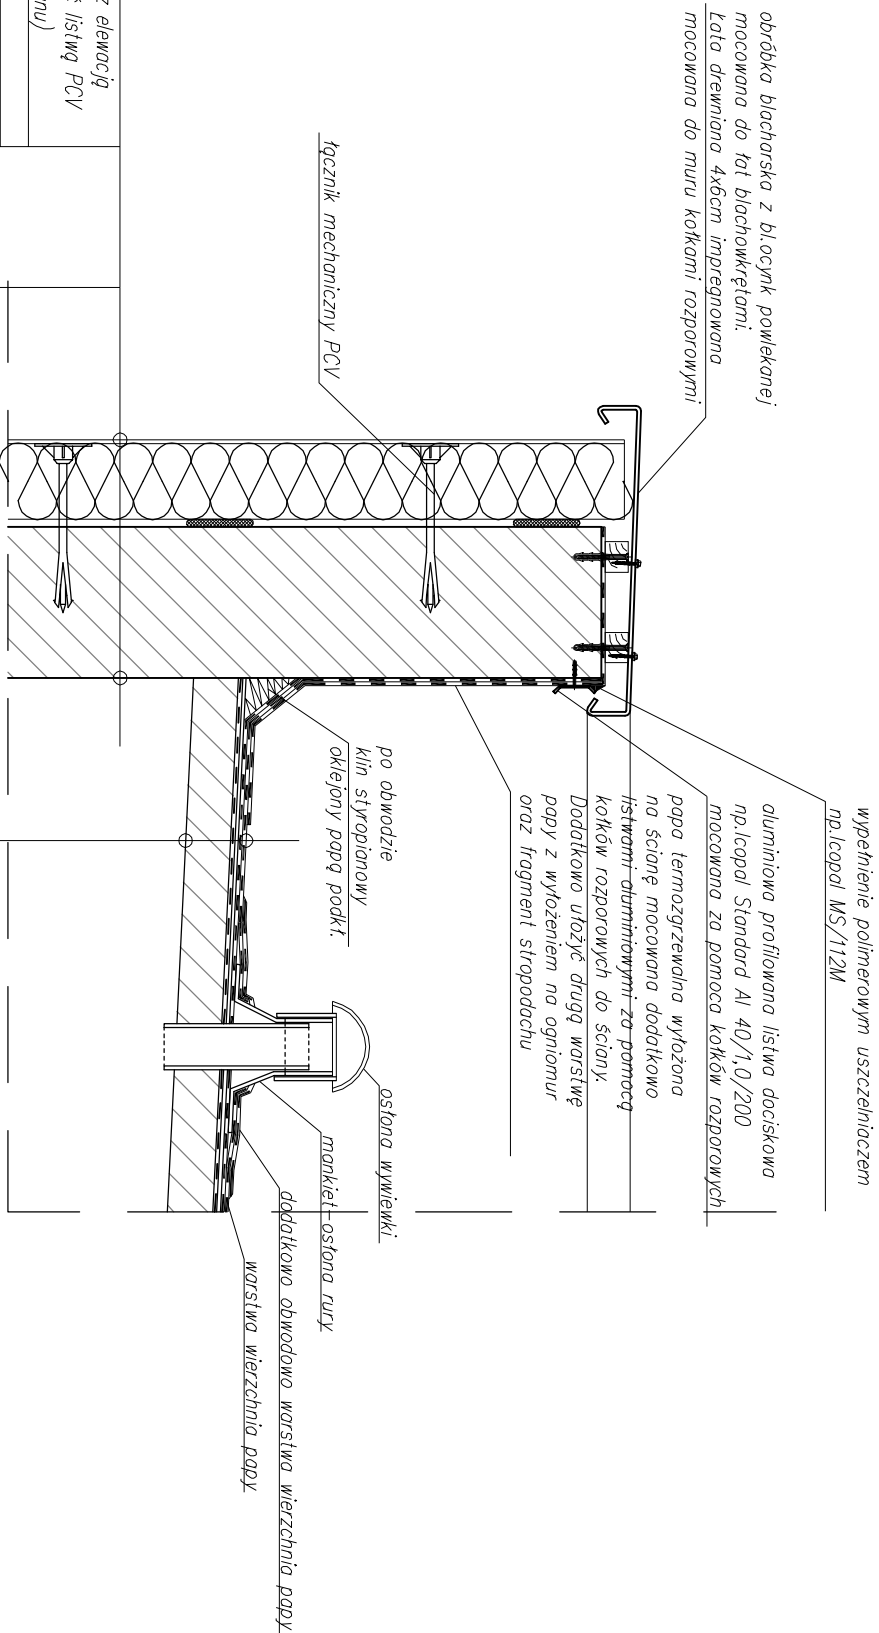 obróbka blacharska z bl.ocynk powlekanej
mocowana do łat blachowkrętami.
Łata drewniana 4x6cm impregnowana
mocowana do muru kołkami rozporowymi
wypełnienie polimerowym uszczelniaczem
np.Icopal MS/112M
aluminiowa profilowana listwa dociskowa
np.Icopal Standard Al 40/1,0/200
mocowana za pomoca kołków rozporowych
papa termozgrzewalna wyłożona
na ścianę mocowana dodatkowo
listwami aluminiowymi za pomocą
kołków rozporowych do ściany.
Dodatkowo ułożyć drugą warstwę
papy z wyłożeniem na ogniomur
oraz fragment stropodachu
łącznik mechaniczny PCV
po obwodzie
klin styropianowy
oklejony papą podkł.
osłona wywiewki
mankiet-osłona rury
dodatkowo obwodowo warstwa wierzchnia papy
warstwa wierzchnia papy
z elewacją
listwą PCV